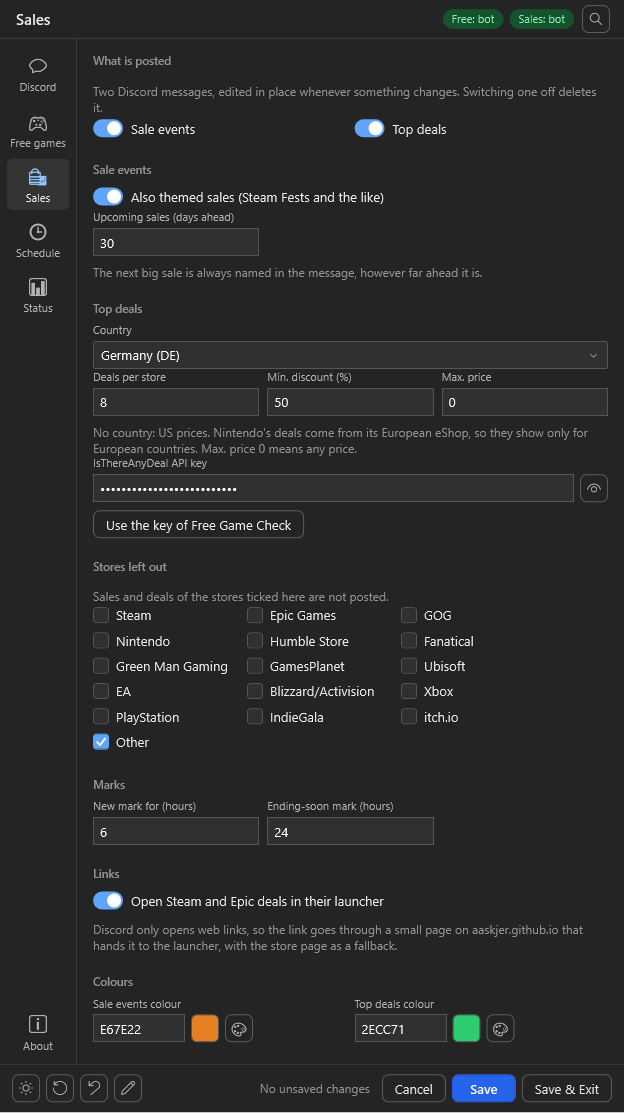 Sales
Free: bot
Sales: bot
Discord
Free games
Sales
Schedule
Status
What is posted
Two Discord messages, edited in place whenever something changes. Switching one off deletes
it.
Sale events
Top deals
Sale events
Also themed sales (Steam Fests and the like)
Upcoming sales (days ahead)
30
The next big sale is always named in the message, however far ahead it is.
Top deals
Country
Germany (DE)
Deals per store
Min. discount (%)
Max. price
8
50
0
No country: US prices. Nintendo's deals come from its European eShop, so they show only for
European countries. Max. price 0 means any price.
IsThereAnyDeal API key
••••••••••••••••••••••••••
Use the key of Free Game Check
Stores left out
Sales and deals of the stores ticked here are not posted.
Steam
Epic Games
GOG
Nintendo
Humble Store
Fanatical
Green Man Gaming
GamesPlanet
Ubisoft
EA
Blizzard/Activision
Xbox
PlayStation
IndieGala
itch.io
Other
Marks
New mark for (hours)
Ending-soon mark (hours)
6
24
Links
Open Steam and Epic deals in their launcher
Discord only opens web links, so the link goes through a small page on aaskjer.github.io that
hands it to the launcher, with the store page as a fallback.
Colours
Sale events colour
Top deals colour
E67E22
2ECC71
About
No unsaved changes
Cancel
Save
Save & Exit